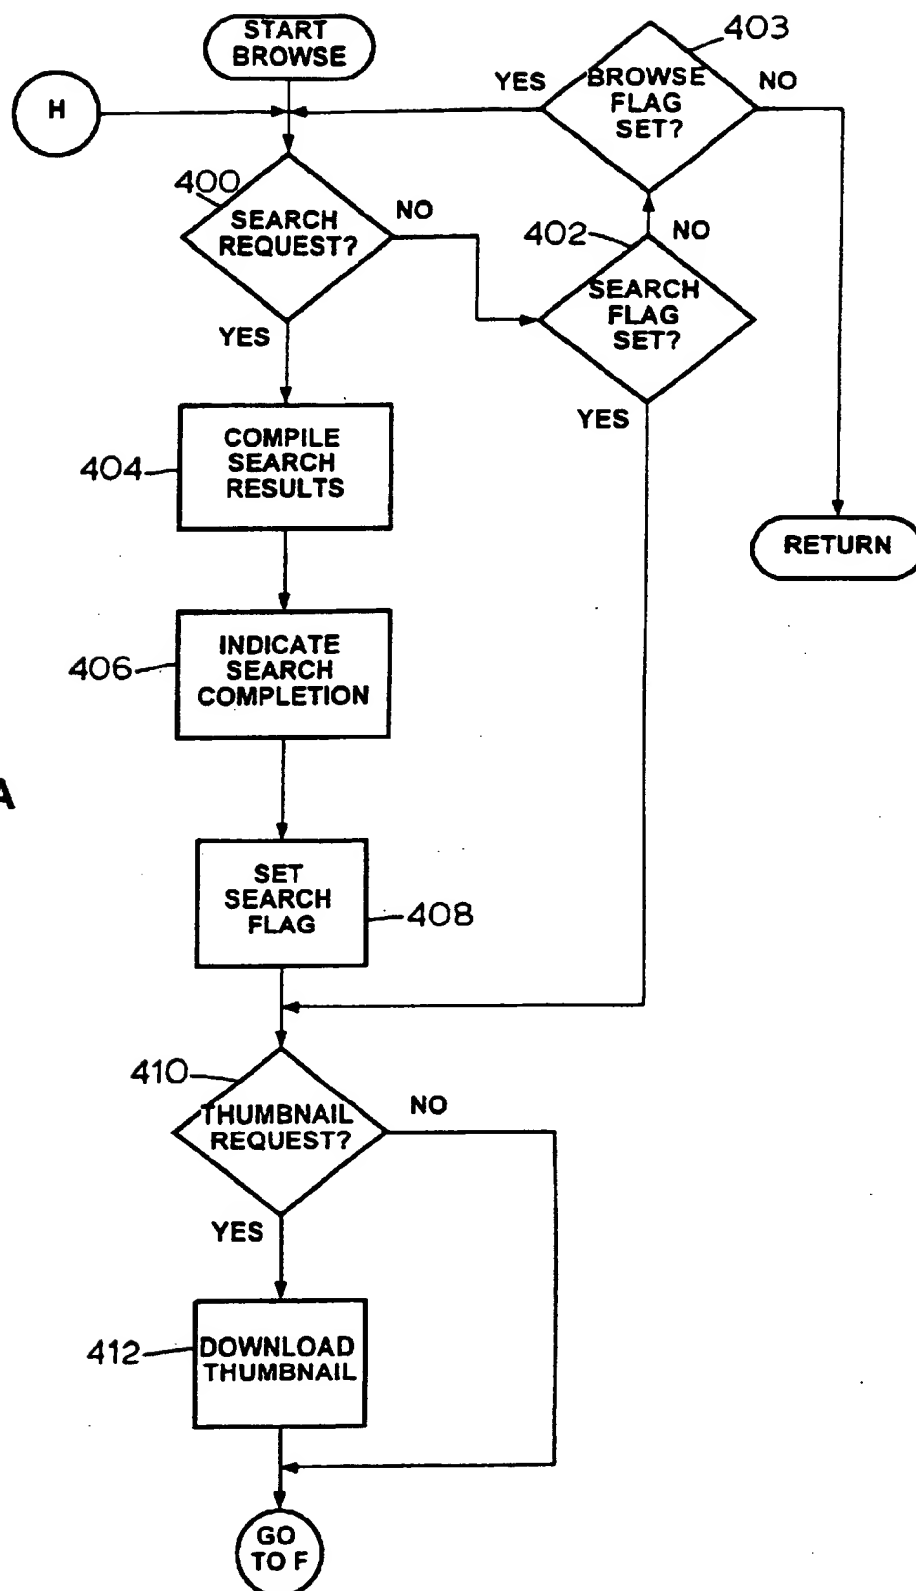 START
BROWSE
H
403
BROWSE
FLAG
SET?
YES
NO
400
SEARCH
REQUEST?
NO
YES
402
NO
SEARCH
FLAG
SET?
YES
RETURN
404
COMPILE
SEARCH
RESULTS
406
INDICATE
SEARCH
COMPLETION
A
SET
SEARCH
FLAG
408
410
THUMBNAIL
REQUEST?
NO
YES
412
DOWNLOAD
THUMBNAIL
GO
TO F